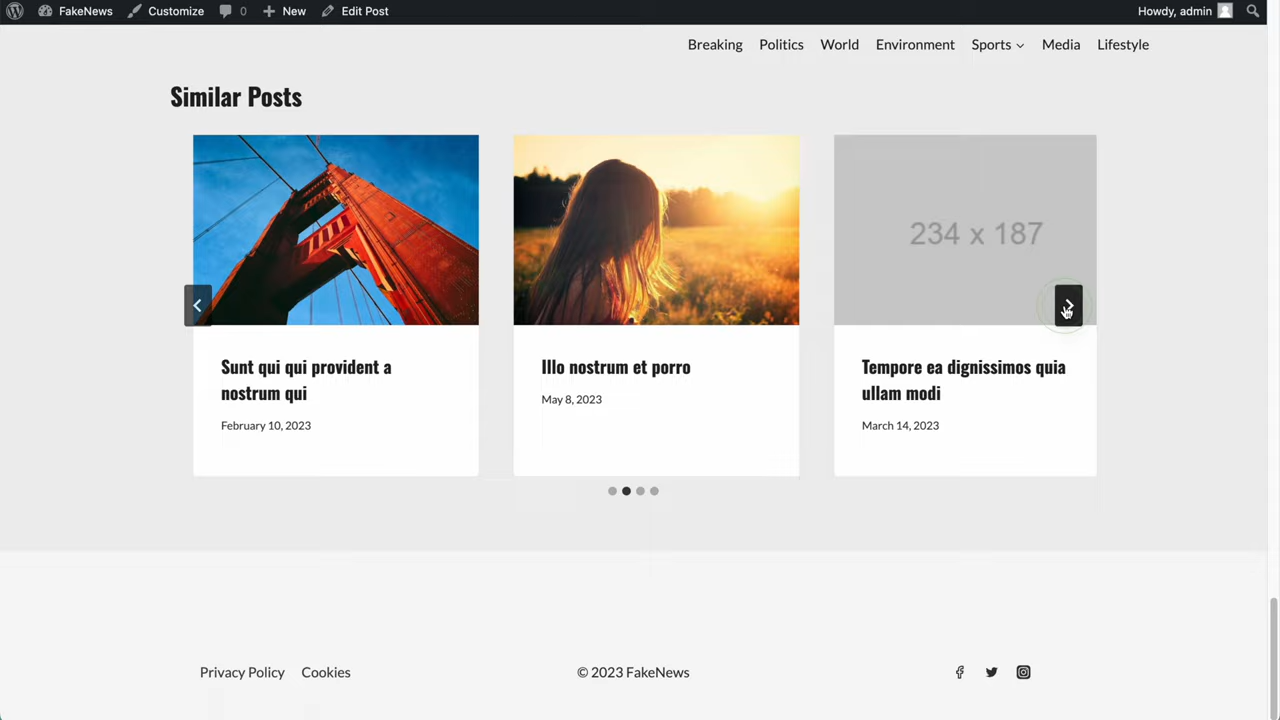 FakeNews Customize 0 New Edit Post Howdy, admin
Breaking Politics World Environment Sports Media Lifestyle
Similar Posts
234 x 187
Sunt qui qui provident a
nostrum qui
February 10, 2023
Illo nostrum et porro
May 8, 2023
Tempore ea dignissimos quia
ullam modi
March 14, 2023
Privacy Policy Cookies © 2023 FakeNews